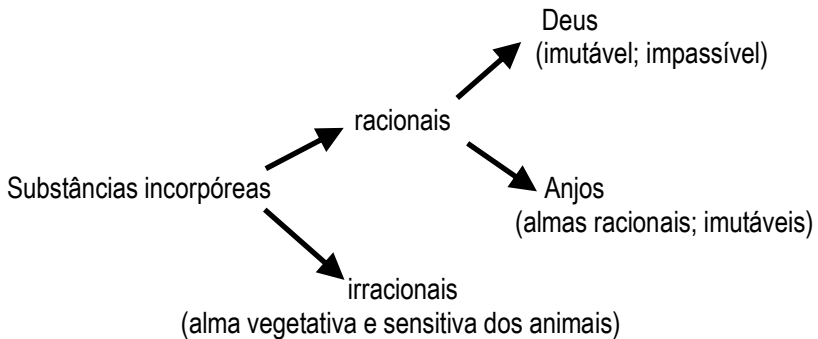 Deus
(imutável; impassível)
racionais
Substâncias incorpóreas
Anjos
(almas racionais; imutáveis)
irracionais
(alma vegetativa e sensitiva dos animais)